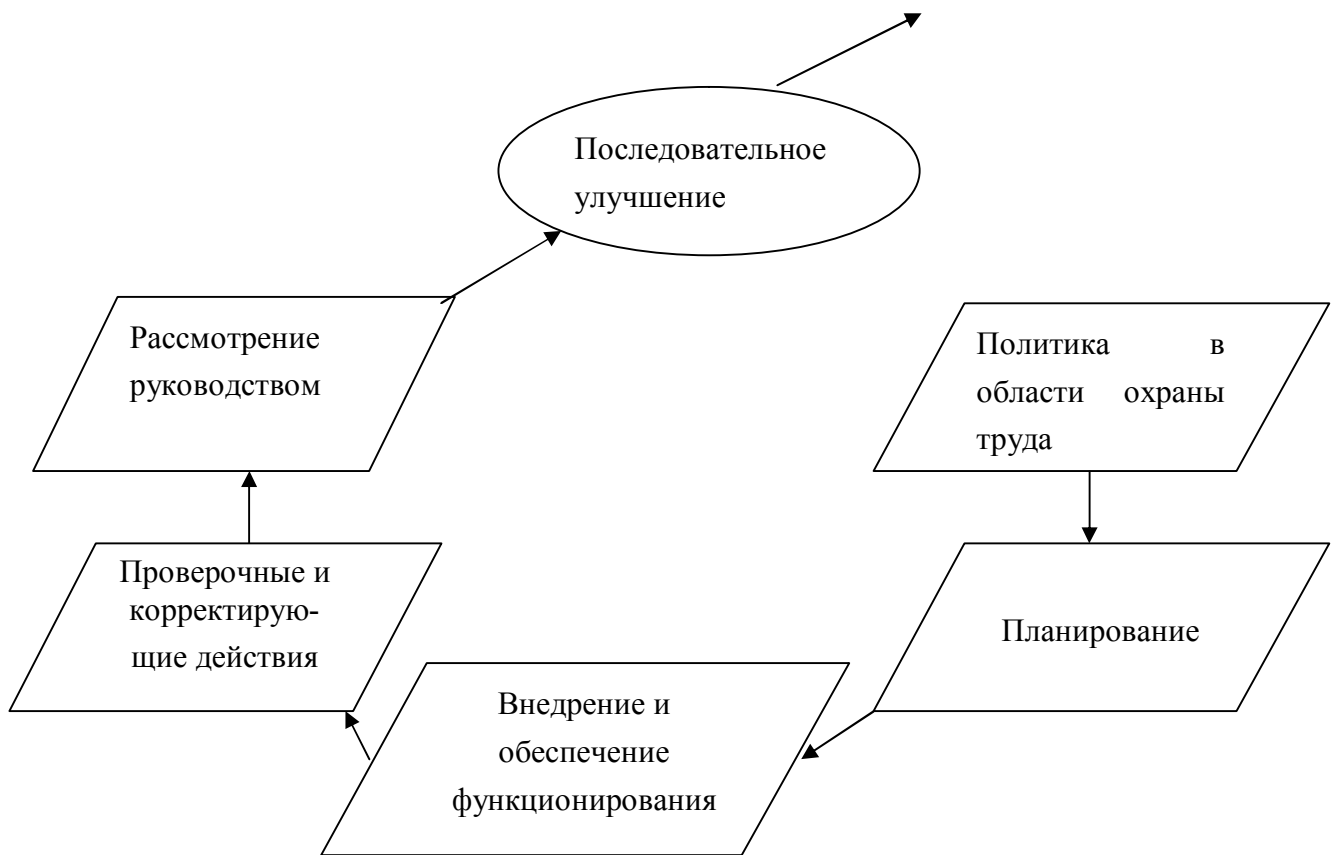 Последовательное
улучшение
Рассмотрение
руководством
Политика в
области охраны
труда
Проверочные и
корректирую-
щие действия
Планирование
Внедрение и
обеспечение
функционирования